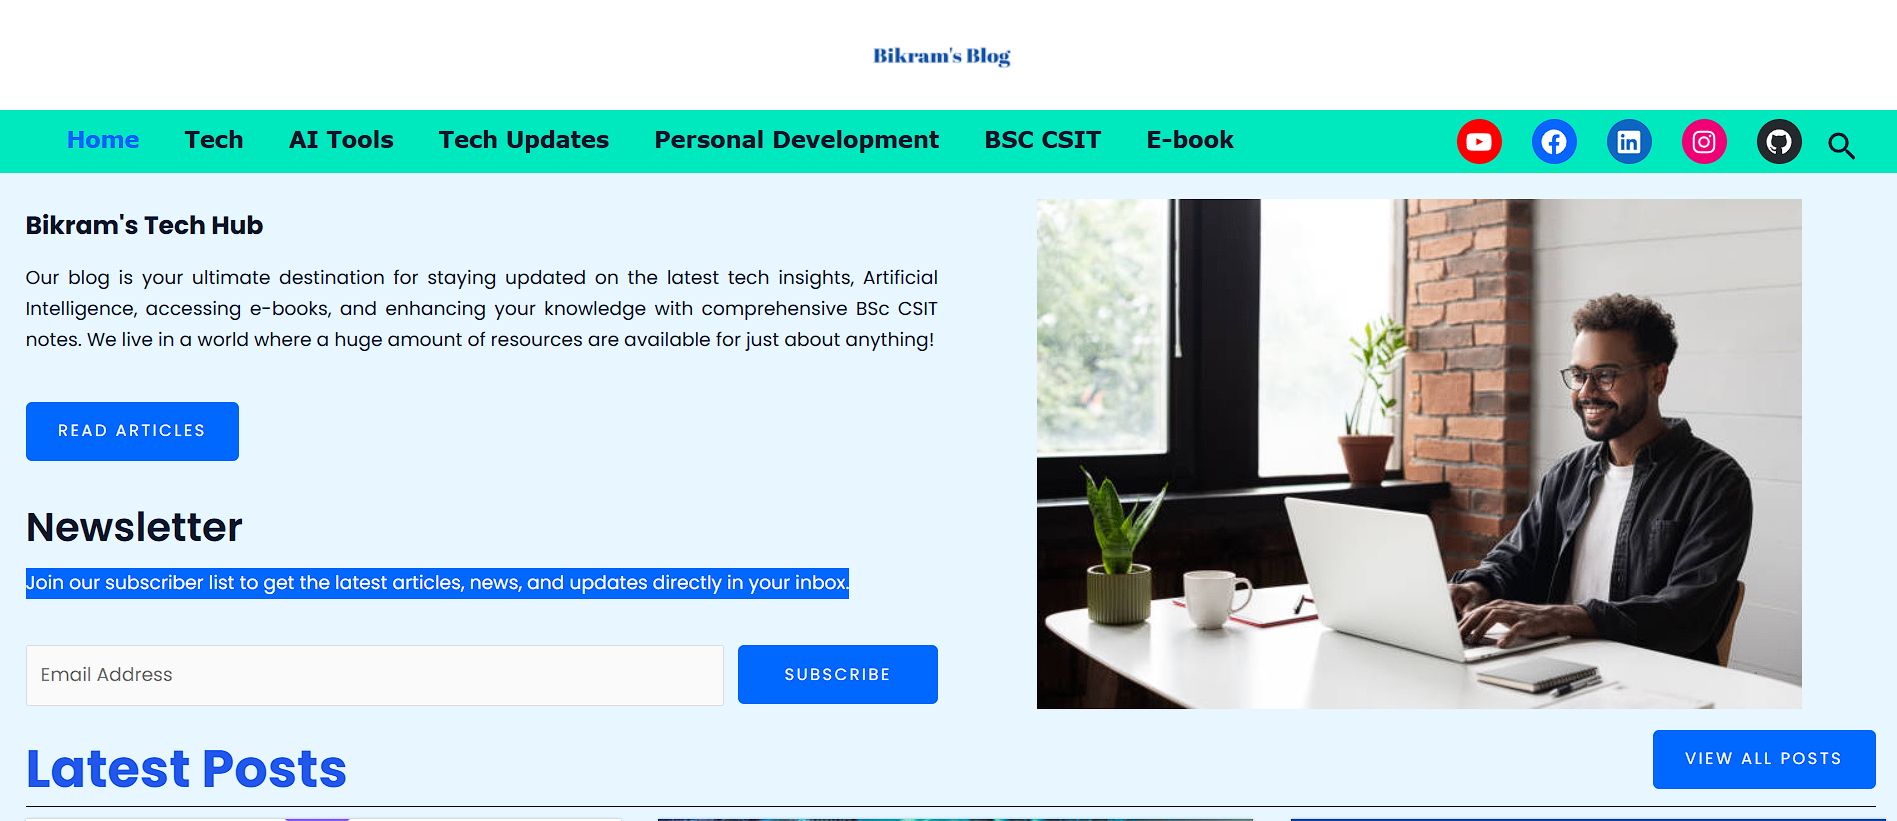 Bikram's Blog
Home Tech AI Tools Tech Updates Personal Development BSC CSIT E-book
Bikram's Tech Hub
Our blog is your ultimate destination for staying updated on the latest tech insights, Artificial
Intelligence, accessing e-books, and enhancing your knowledge with comprehensive BSc CSIT
notes. We live in a world where a huge amount of resources are available for just about anything!
READ ARTICLES
Newsletter
Join our subscriber list to get the latest articles, news, and updates directly in your inbox.
Email Address
SUBSCRIBE
Latest Posts
VIEW ALL POSTS